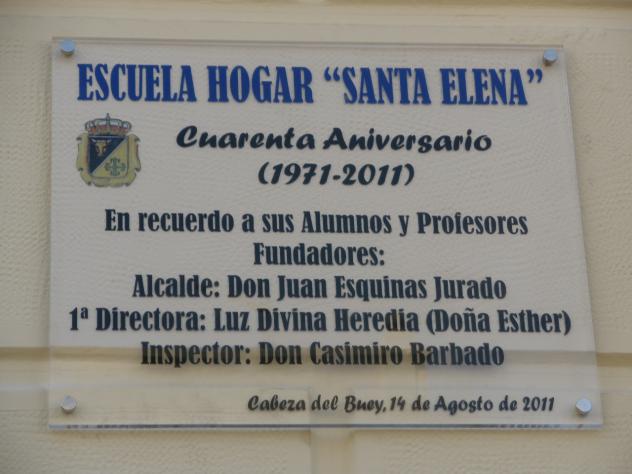 ESCUELA HOGAR “SANTA ELENA”
Cuarenta Aniversario
(1971-2011)
En recuerdo a sus Alumnos y Profesores
Fundadores:
Alcalde: Don Juan Esquinas Jurado
1ª Directora: Luz Divina Heredia (Doña Esther)
Inspector: Don Casimiro Barbado
Cabeza del Buey, 14 de Agosto de 2011